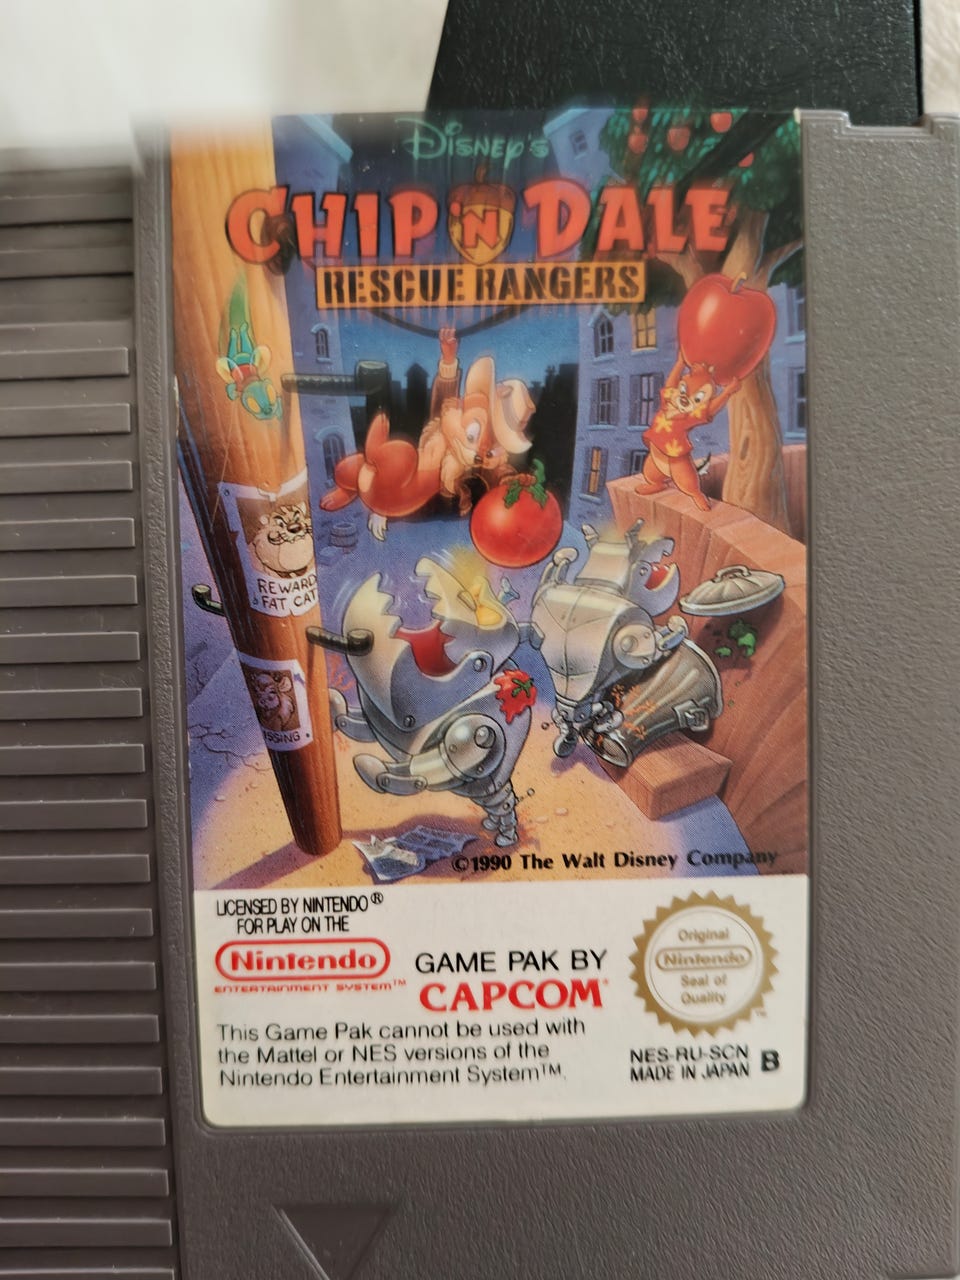 Disney's
CHIP 'N DALE
RESCUE RANGERS
REWARD
FAT CAT
SSING
©1990 The Walt Disney Company
LICENSED BY NINTENDO®
FOR PLAY ON THE
Nintendo
ENTERTAINMENT SYSTEM™
GAME PAK BY
CAPCOM
This Game Pak cannot be used with
the Mattel or NES versions of the
Nintendo Entertainment System™.
Original
Nintendo
Seal of
Quality
™
NES-RU-SCN
MADE IN JAPAN
B